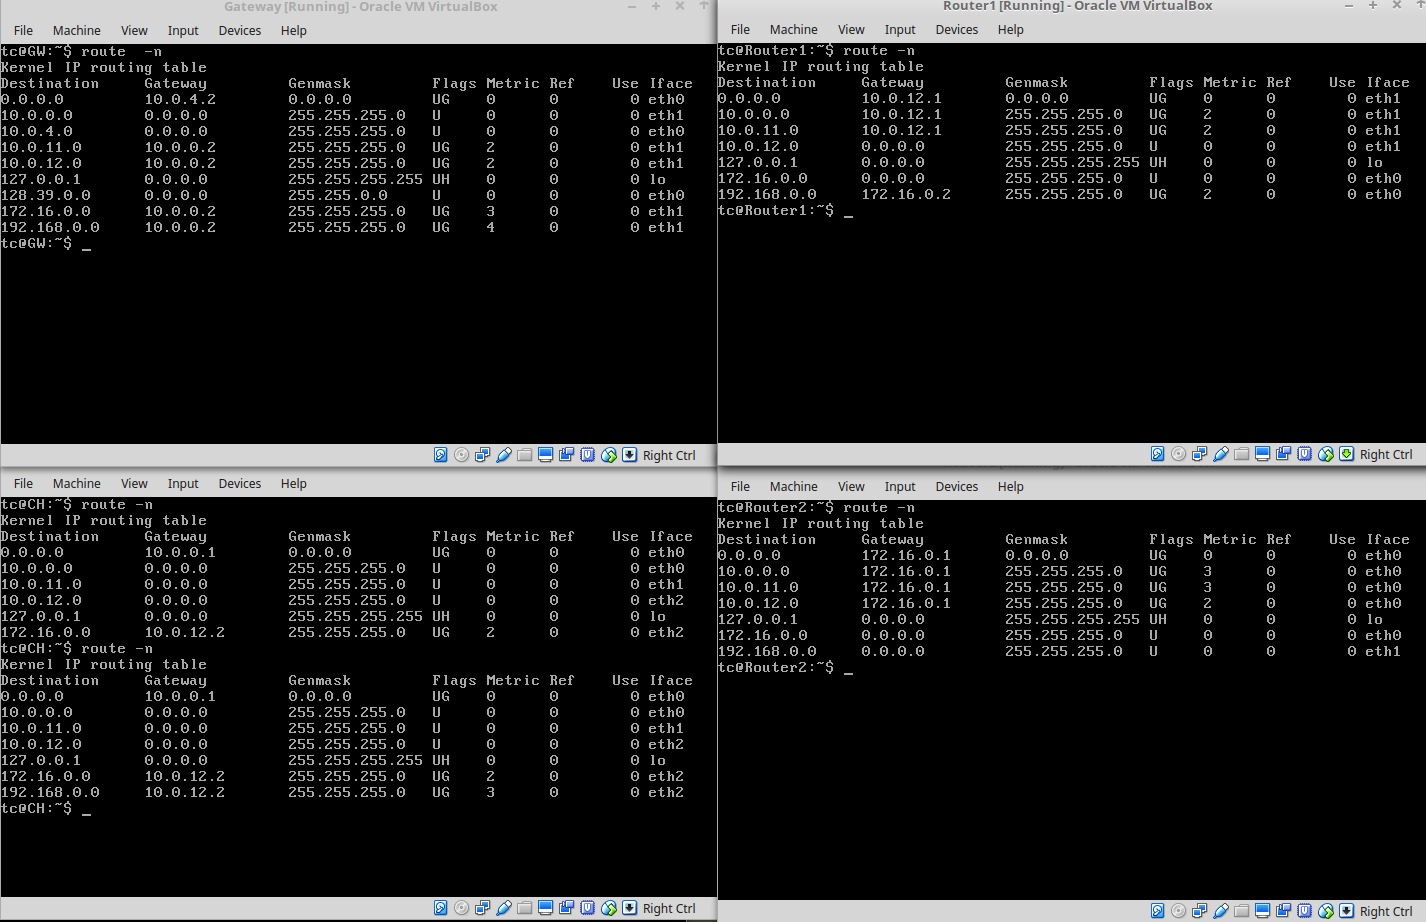 Gateway [Running] - Oracle VM VirtualBox
File Machine View Input Devices Help
tc@GW:~$ route  -n
Kernel IP routing table
Destination Gateway Genmask Flags Metric Ref Use Iface
0.0.0.0 10.0.4.2 0.0.0.0 UG 0 0 0 eth0
10.0.0.0 0.0.0.0 255.255.255.0 U 0 0 0 eth1
10.0.4.0 0.0.0.0 255.255.255.0 U 0 0 0 eth0
10.0.11.0 10.0.0.2 255.255.255.0 UG 2 0 0 eth1
10.0.12.0 10.0.0.2 255.255.255.0 UG 2 0 0 eth1
127.0.0.1 0.0.0.0 255.255.255.255 UH 0 0 0 lo
128.39.0.0 0.0.0.0 255.255.0.0 U 0 0 0 eth0
172.16.0.0 10.0.0.2 255.255.255.0 UG 3 0 0 eth1
192.168.0.0 10.0.0.2 255.255.255.0 UG 4 0 0 eth1
tc@GW:~$ _
Right Ctrl
Router1 [Running] - Oracle VM VirtualBox
File Machine View Input Devices Help
tc@Router1:~$ route -n
Kernel IP routing table
Destination Gateway Genmask Flags Metric Ref Use Iface
0.0.0.0 10.0.12.1 0.0.0.0 UG 0 0 0 eth1
10.0.0.0 10.0.12.1 255.255.255.0 UG 2 0 0 eth1
10.0.11.0 10.0.12.1 255.255.255.0 UG 2 0 0 eth1
10.0.12.0 0.0.0.0 255.255.255.0 U 0 0 0 eth1
127.0.0.1 0.0.0.0 255.255.255.255 UH 0 0 0 lo
172.16.0.0 0.0.0.0 255.255.255.0 U 0 0 0 eth0
192.168.0.0 172.16.0.2 255.255.255.0 UG 2 0 0 eth0
tc@Router1:~$ _
Right Ctrl
File Machine View Input Devices Help
tc@CH:~$ route -n
Kernel IP routing table
Destination Gateway Genmask Flags Metric Ref Use Iface
0.0.0.0 10.0.0.1 0.0.0.0 UG 0 0 0 eth0
10.0.0.0 0.0.0.0 255.255.255.0 U 0 0 0 eth0
10.0.11.0 0.0.0.0 255.255.255.0 U 0 0 0 eth1
10.0.12.0 0.0.0.0 255.255.255.0 U 0 0 0 eth2
127.0.0.1 0.0.0.0 255.255.255.255 UH 0 0 0 lo
172.16.0.0 10.0.12.2 255.255.255.0 UG 2 0 0 eth2
tc@CH:~$ route -n
Kernel IP routing table
Destination Gateway Genmask Flags Metric Ref Use Iface
0.0.0.0 10.0.0.1 0.0.0.0 UG 0 0 0 eth0
10.0.0.0 0.0.0.0 255.255.255.0 U 0 0 0 eth0
10.0.11.0 0.0.0.0 255.255.255.0 U 0 0 0 eth1
10.0.12.0 0.0.0.0 255.255.255.0 U 0 0 0 eth2
127.0.0.1 0.0.0.0 255.255.255.255 UH 0 0 0 lo
172.16.0.0 10.0.12.2 255.255.255.0 UG 2 0 0 eth2
192.168.0.0 10.0.12.2 255.255.255.0 UG 3 0 0 eth2
tc@CH:~$ _
Right Ctrl
File Machine View Input Devices Help
tc@Router2:~$ route -n
Kernel IP routing table
Destination Gateway Genmask Flags Metric Ref Use Iface
0.0.0.0 172.16.0.1 0.0.0.0 UG 0 0 0 eth0
10.0.0.0 172.16.0.1 255.255.255.0 UG 3 0 0 eth0
10.0.11.0 172.16.0.1 255.255.255.0 UG 3 0 0 eth0
10.0.12.0 172.16.0.1 255.255.255.0 UG 2 0 0 eth0
127.0.0.1 0.0.0.0 255.255.255.255 UH 0 0 0 lo
172.16.0.0 0.0.0.0 255.255.255.0 U 0 0 0 eth0
192.168.0.0 0.0.0.0 255.255.255.0 U 0 0 0 eth1
tc@Router2:~$ _
Right Ctrl